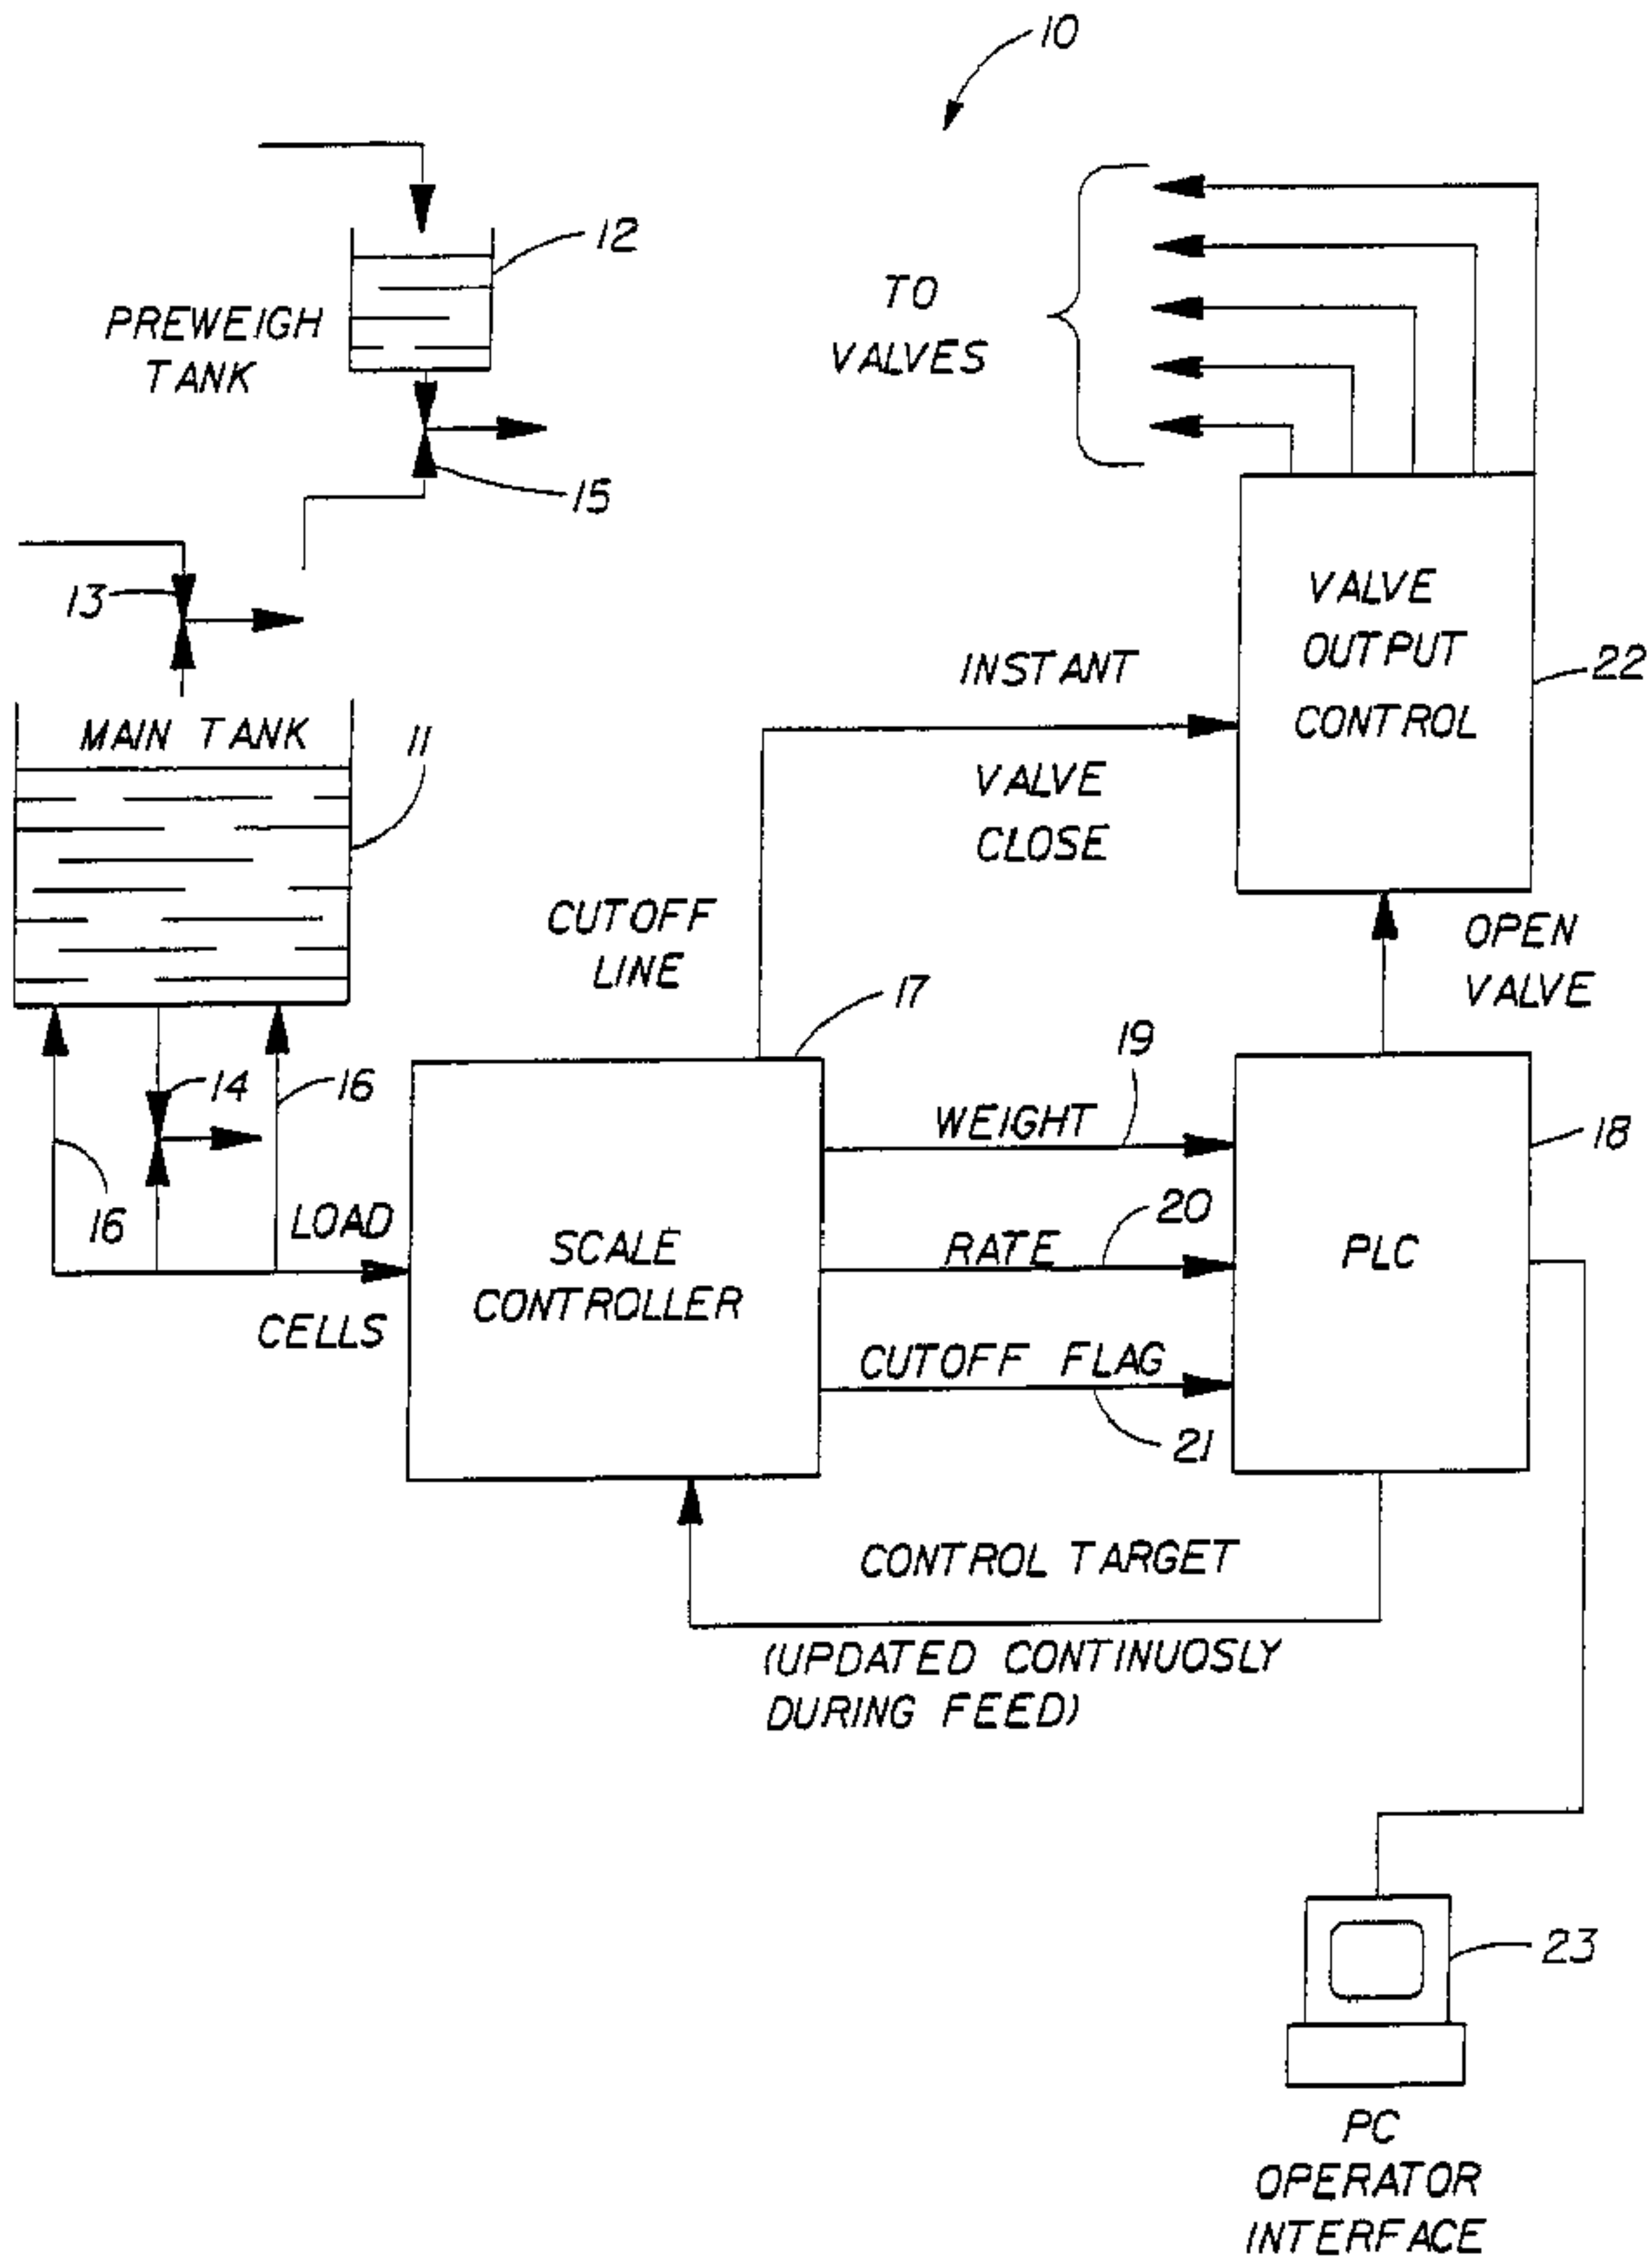 10
12
PREWEIGH
TANK
TO
VALVES
15
13
VALVE
OUTPUT
CONTROL
22
INSTANT
VALVE
CLOSE
MAIN TANK
11
CUTOFF
LINE
OPEN
VALVE
17
19
14
16
WEIGHT
18
16
LOAD
CELLS
SCALE
CONTROLLER
RATE
20
PLC
CUTOFF FLAG
21
CONTROL TARGET
(UPDATED CONTINUOSLY
DURING FEED)
23
PC
OPERATOR
INTERFACE